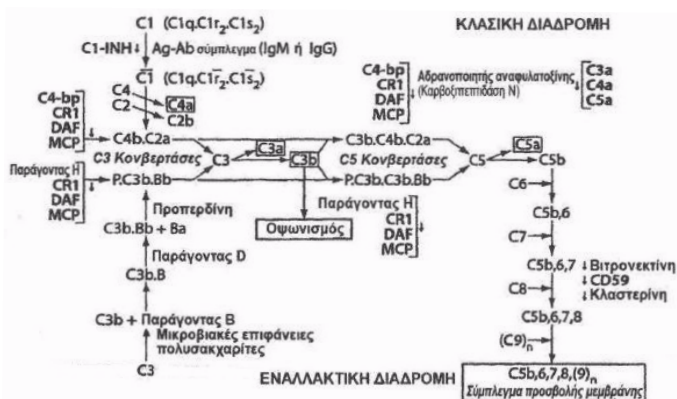 C1 (C1q.C1r₂.C1s₂) ΚΛΑΣΙΚΗ ΔΙΑΔΡΟΜΗ
C1-INH↓ Ag-Ab σύμπλεγμα (IgM ή IgG)
C1̄ (C1q.C1̄r̄₂.C1̄s̄₂)
C4-bp
CR1
DAF
MCP
C4
C2
C4a
C2b
C4-bp
CR1
DAF
MCP
Αδρανοποιητής αναφυλατοξίνης
(Καρβοξιπεπιδάση Ν)
C3a
C4a
C5a
C4b.C2a
C3 Κονβερτάσες
P.C3b.Bb
C3
C3a
C3b
C3b.C4b.C2a
C5 Κονβερτάσες
P.C3b.C3b.Bb
C5
C5a
C5b
Παράγοντας Η
CR1
DAF
MCP
Προπερδίνη
C3b.Bb + Ba
Παράγοντας D
C3b.B
C3b + Παράγοντας Β
Μικροβιακές επιφάνειες
πολυσακχαρίτες
C3
Οψωνισμός
Παράγοντας Η
CR1
DAF
MCP
C6
C5b,6
C7
C5b,6,7
↓ Βιτρονεκτίνη
↓ CD59
↓ Κλαστερίνη
C8
C5b,6,7,8
(C9)ₙ
ΕΝΑΛΛΑΚΤΙΚΗ ΔΙΑΔΡΟΜΗ
C5b,6,7,8,(9)ₙ
Σύμπλεγμα προσβολής μεμβράνης